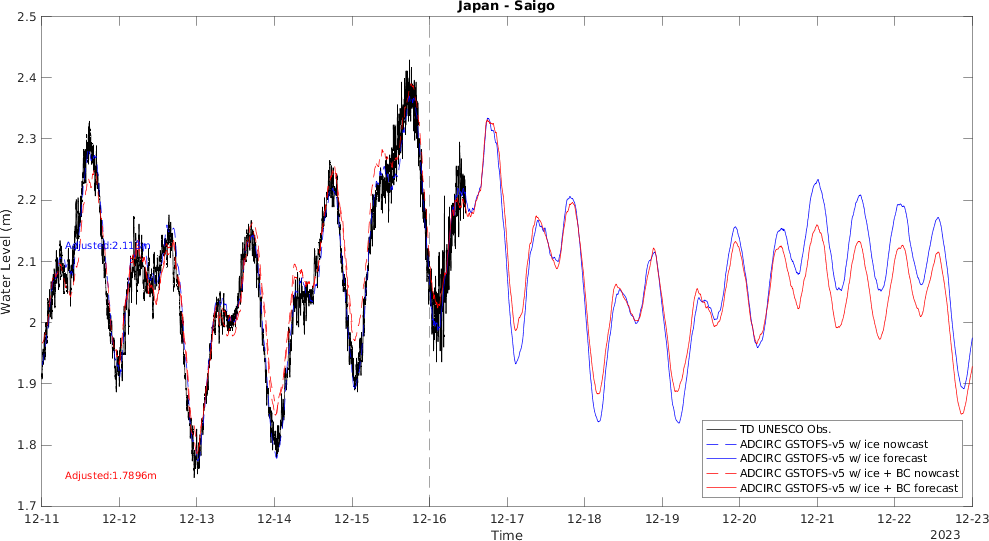 Japan - Saigo
Water Level (m)
2.5
2.4
2.3
2.2
2.1
2
1.9
1.8
1.7
Adjusted:1.7896m
TD UNESCO Obs.
ADCIRC GSTOFS-v5 w/ ice nowcast
ADCIRC GSTOFS-v5 w/ ice forecast
ADCIRC GSTOFS-v5 w/ ice + BC nowcast
ADCIRC GSTOFS-v5 w/ ice + BC forecast
12-11 12-12 12-13 12-14 12-15 12-16 12-17 12-18 12-19 12-20 12-21 12-22 12-23
Time
2023